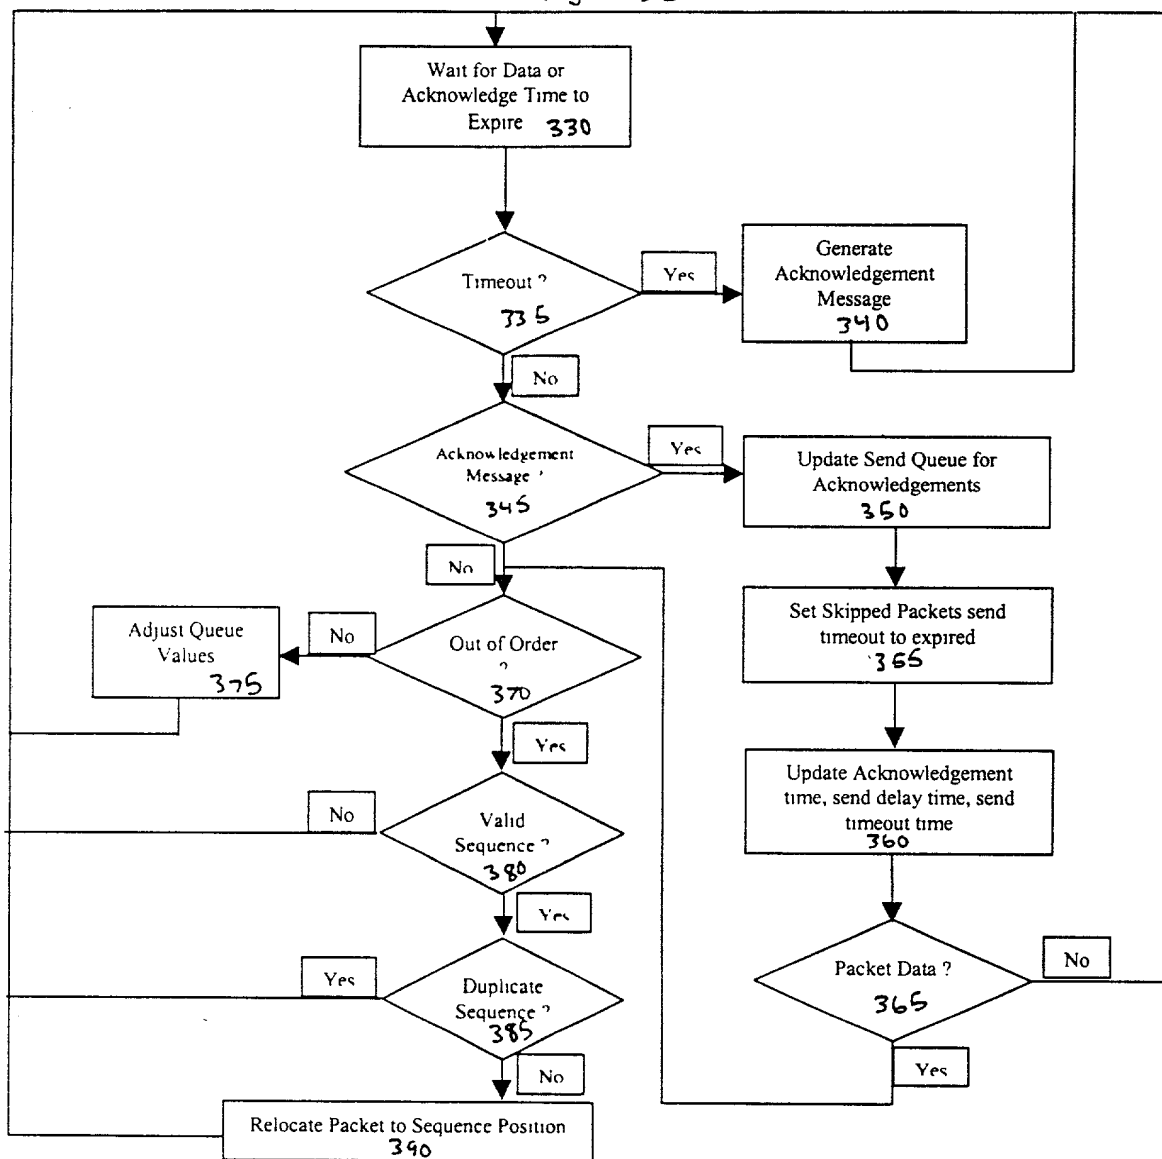 Wait for Data or
Acknowledge Time to
Expire 330
Timeout ?
335
Yes
Generate
Acknowledgement
Message
340
No
Acknowledgement
Message ?
345
Yes
Update Send Queue for
Acknowledgements
350
No
Set Skipped Packets send
timeout to expired
355
Adjust Queue
Values
375
No
Out of Order
?
370
Yes
Update Acknowledgement
time, send delay time, send
timeout time
360
No
Valid
Sequence ?
380
Yes
Packet Data ?
365
No
Yes
Yes
Duplicate
Sequence ?
385
No
Relocate Packet to Sequence Position
390